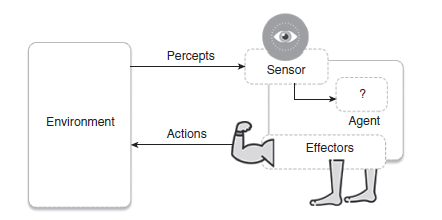 Percepts
Sensor
?
Agent
Environment
Actions
Effectors